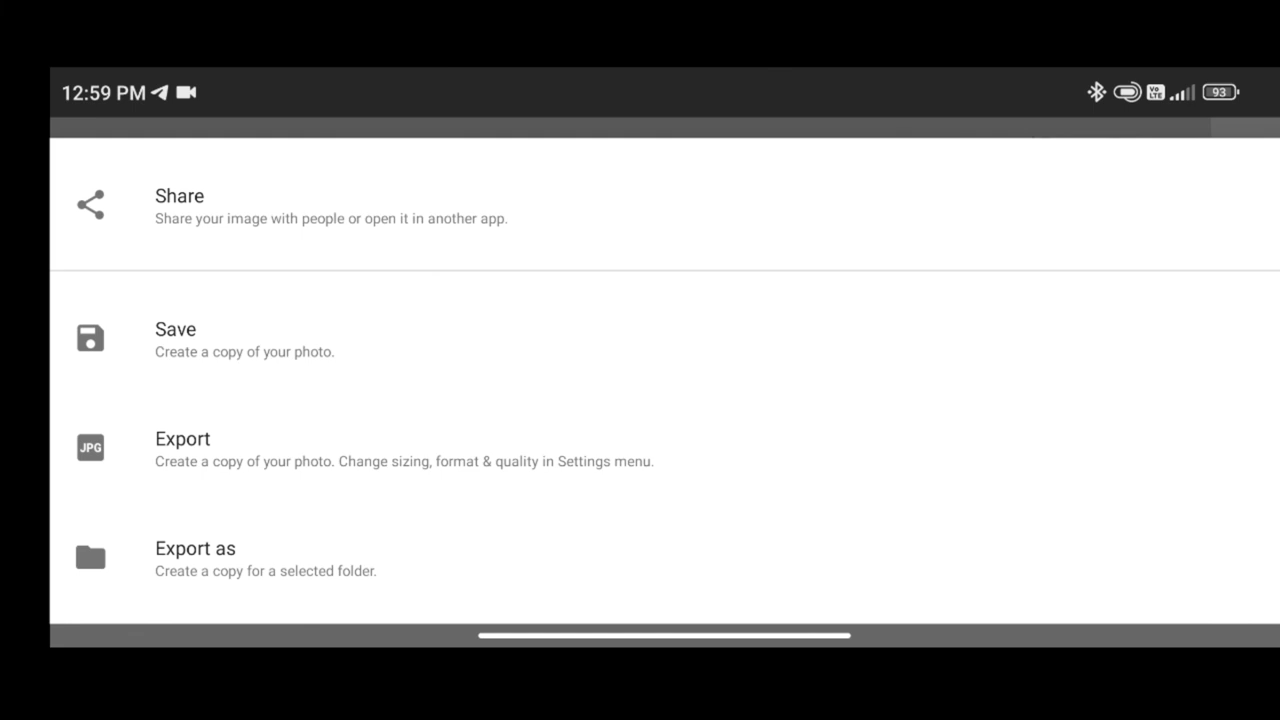 12:59 PM
Vo LTE
93
Share
Share your image with people or open it in another app.
Save
Create a copy of your photo.
JPG
Export
Create a copy of your photo. Change sizing, format & quality in Settings menu.
Export as
Create a copy for a selected folder.